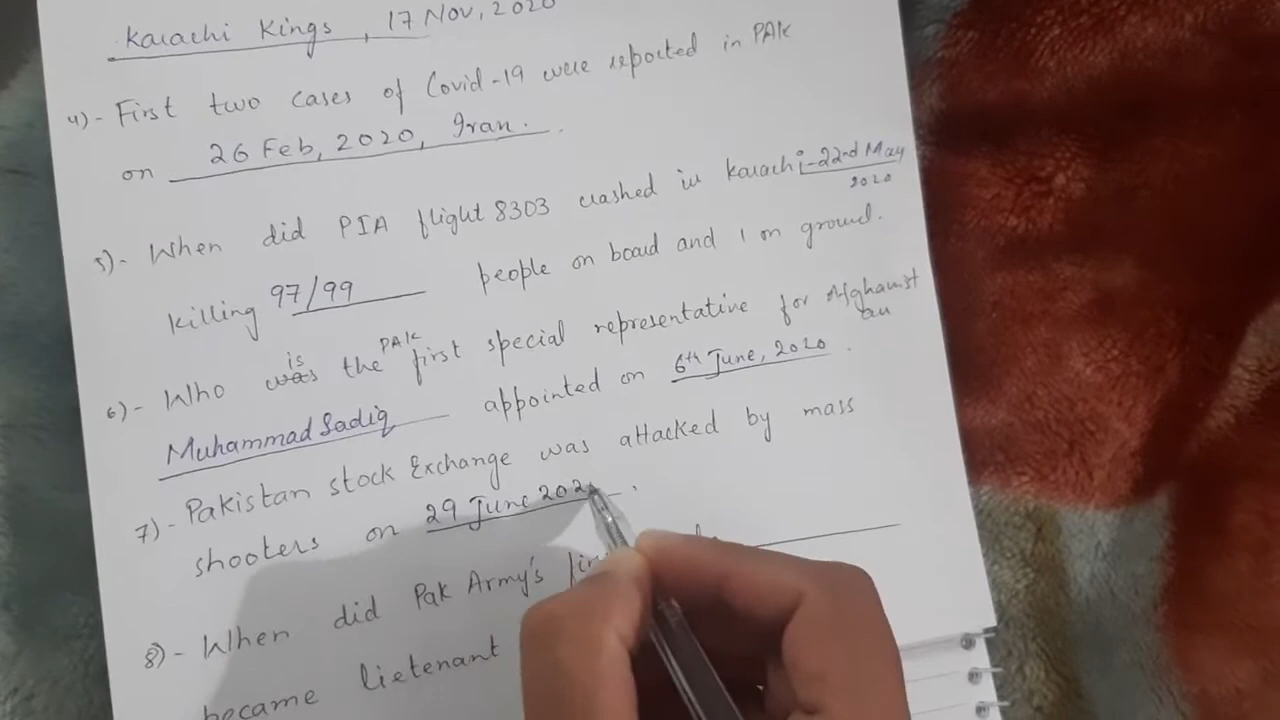 Karachi Kings, 17 Nov, 2020
4)- First two cases of Covid-19 were reported in PAK
on 26 Feb, 2020, Iran.
5)- When did PIA flight 8303 crashed in Karachi-22nd May
2020
killing 97/99 people on board and 1 on ground.
6)- Who was is the PAK first special representative for Afghanist
an
Muhammad Sadiq appointed on 6th June, 2020.
7)- Pakistan stock Exchange was attacked by mass
shooters on 29 June 202
8)- When did Pak Army's
became lietenant